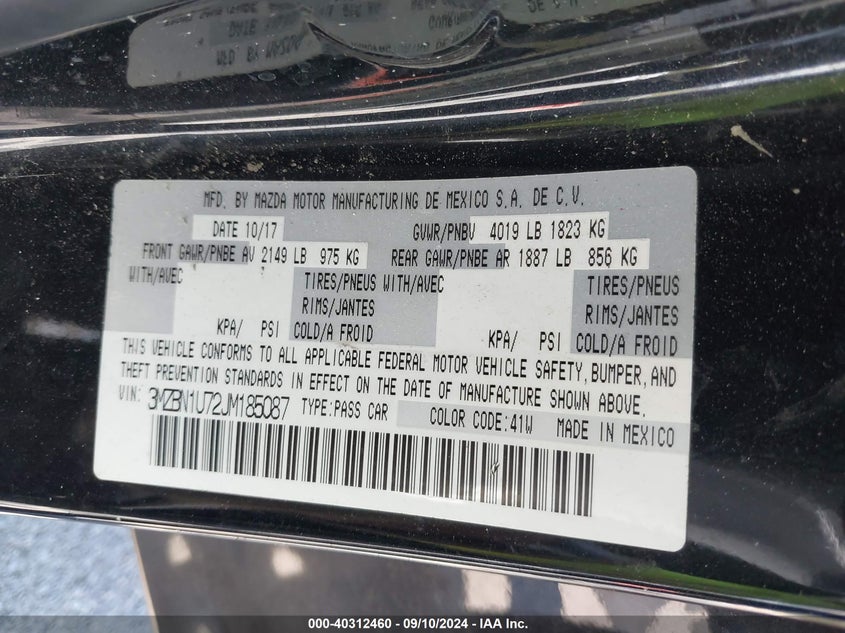 MFD. BY MAZDA MOTOR MANUFACTURING DE MEXICO S.A. DE C.V.
DATE 10/17 GVWR/PNBV 4019 LB 1823 KG
FRONT GAWR/PNBE AV 2149 LB 975 KG REAR GAWR/PNBE AR 1887 LB 856 KG
WITH/AVEC TIRES/PNEUS WITH/AVEC TIRES/PNEUS
RIMS/JANTES RIMS/JANTES
KPA/ PSI COLD/A FROID KPA/ PSI COLD/A FROID
THIS VEHICLE CONFORMS TO ALL APPLICABLE FEDERAL MOTOR VEHICLE SAFETY, BUMPER, AND
THEFT PREVENTION STANDARDS IN EFFECT ON THE DATE OF MANUFACTURE SHOWN ABOVE.
VIN: 3MZBN1U72JM185087 TYPE:PASS CAR COLOR CODE:41W MADE IN MEXICO
000-40312460 - 09/10/2024 - IAA Inc.